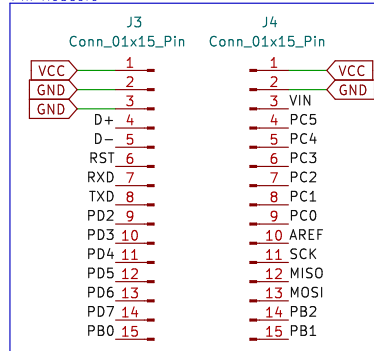 J3 J4
Conn_01x15_Pin Conn_01x15_Pin
VCC 1 1 VCC
GND 2 2 GND
GND 3 3 VIN
D+ 4 4 PC5
D- 5 5 PC4
RST 6 6 PC3
RXD 7 7 PC2
TXD 8 8 PC1
PD2 9 9 PC0
PD3 10 10 AREF
PD4 11 11 SCK
PD5 12 12 MISO
PD6 13 13 MOSI
PD7 14 14 PB2
PB0 15 15 PB1